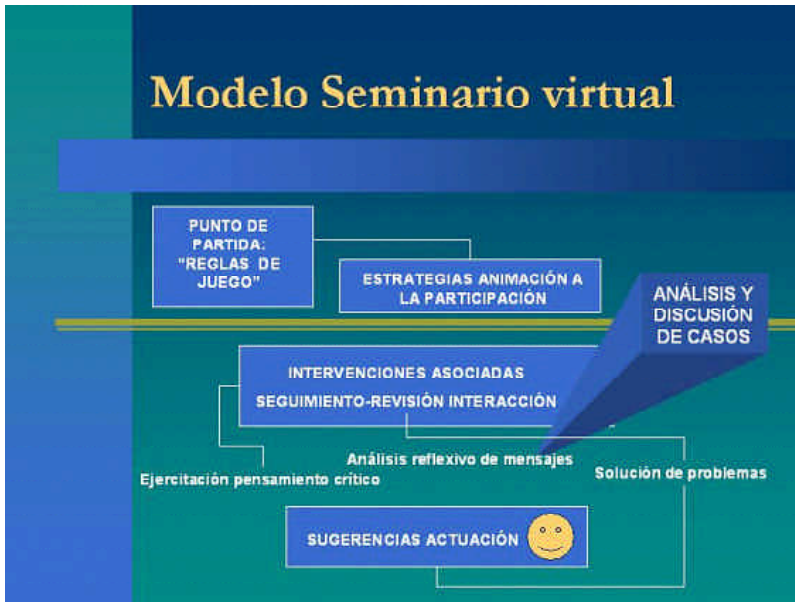 Modelo Seminario virtual
PUNTO DE
PARTIDA:
"REGLAS DE
JUEGO"
ESTRATEGIAS ANIMACIÓN A
LA PARTICIPACIÓN
ANÁLISIS Y
DISCUSIÓN
DE CASOS
INTERVENCIONES ASOCIADAS
SEGUIMIENTO-REVISIÓN INTERACCIÓN
Ejercitación pensamiento crítico
Análisis reflexivo de mensajes
Solución de problemas
SUGERENCIAS ACTUACIÓN